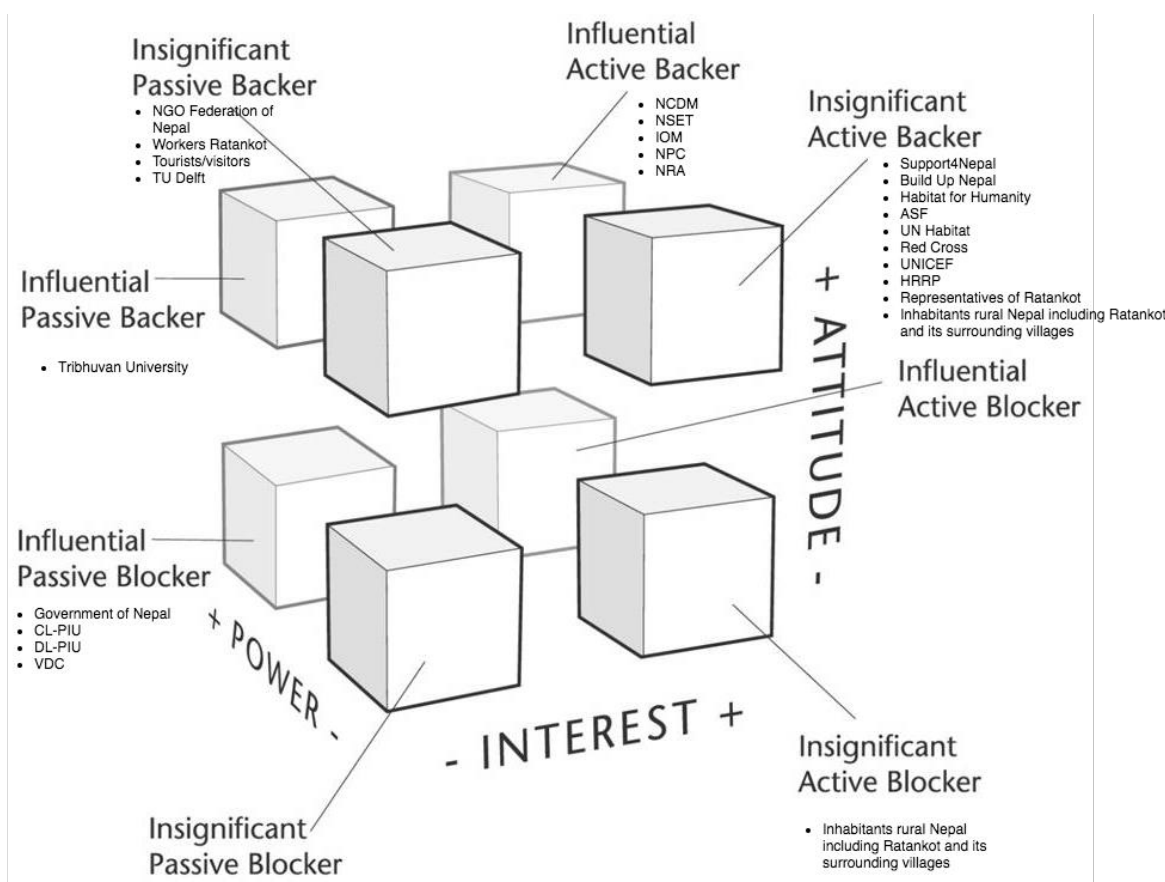 Insignificant
Passive Backer
• NGO Federation of
Nepal
• Workers Ratankot
• Tourists/visitors
• TU Delft
Influential
Active Backer
• NCDM
• NSET
• IOM
• NPC
• NRA
Insignificant
Active Backer
• Support4Nepal
• Build Up Nepal
• Habitat for Humanity
• ASF
• UN Habitat
• Red Cross
• UNICEF
• HRRP
• Representatives of Ratankot
• Inhabitants rural Nepal including Ratankot
and its surrounding villages
Influential
Passive Backer
• Tribhuvan University
+ ATTITUDE -
Influential
Active Blocker
Influential
Passive Blocker
• Government of Nepal
• CL-PIU
• DL-PIU
• VDC
+ POWER -
- INTEREST +
Insignificant
Active Blocker
• Inhabitants rural Nepal
including Ratankot and its
surrounding villages
Insignificant
Passive Blocker